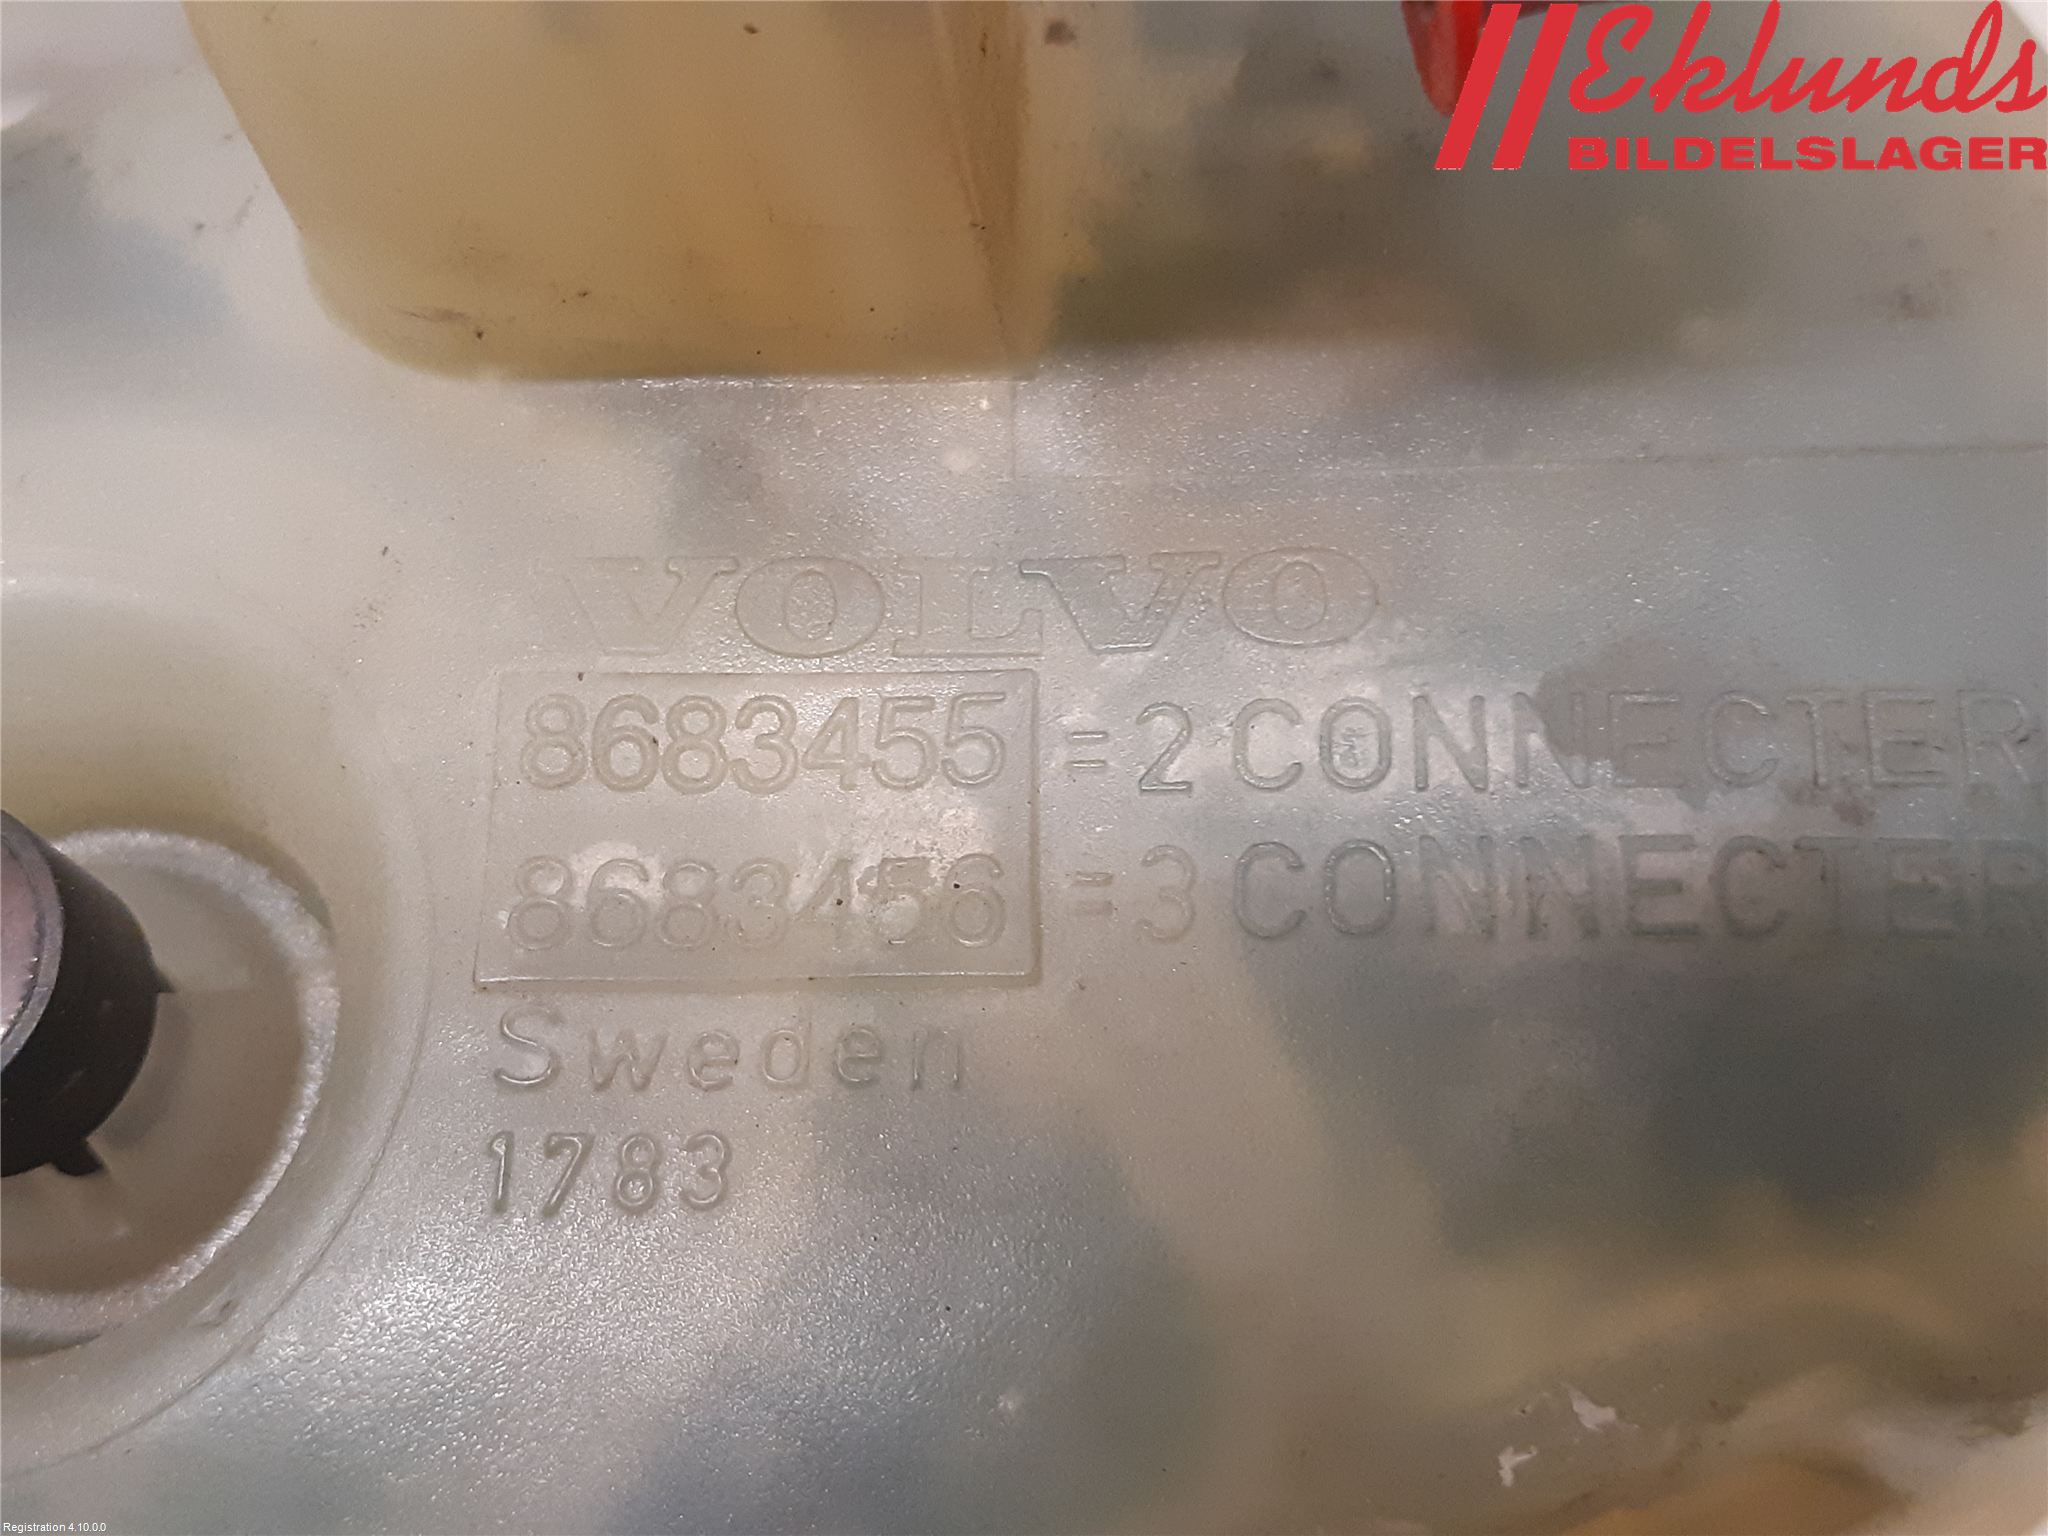 Eklunds
BILDELSLAGER
VOLVO
8683455 = 2 CONNECTER
8683456 = 3 CONNECTER
Sweden
1783
Registration 4.10.0.0